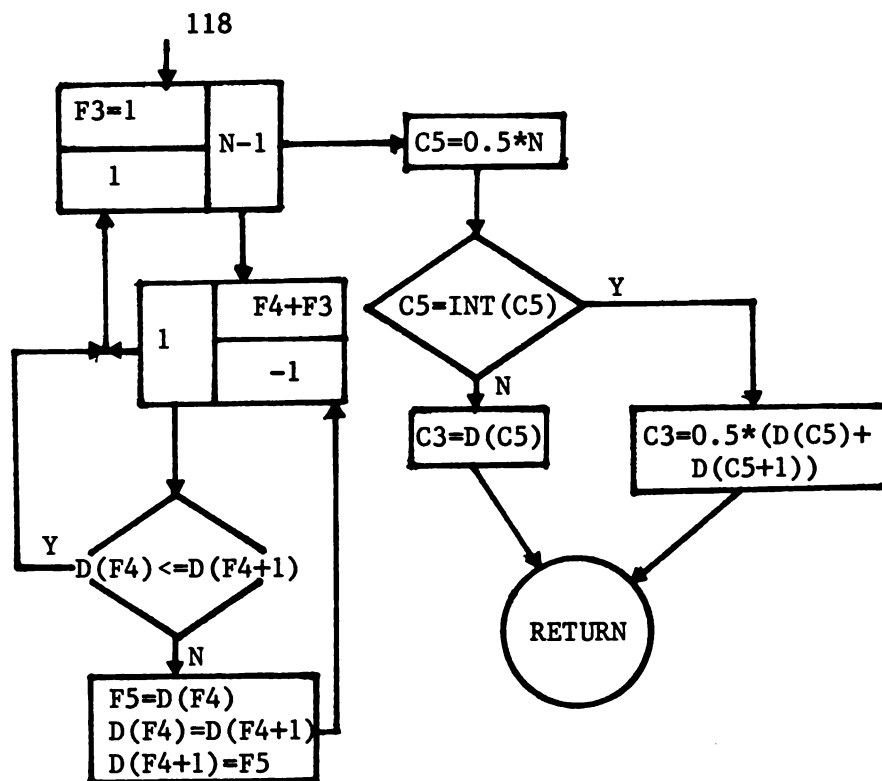 118
F3=1
N-1
1
C5=0.5*N
F4+F3
1
-1
C5=INT(C5)
Y
N
C3=D(C5)
C3=0.5*(D(C5)+
D(C5+1))
Y
D(F4)<=D(F4+1)
N
F5=D(F4)
D(F4)=D(F4+1)
D(F4+1)=F5
RETURN